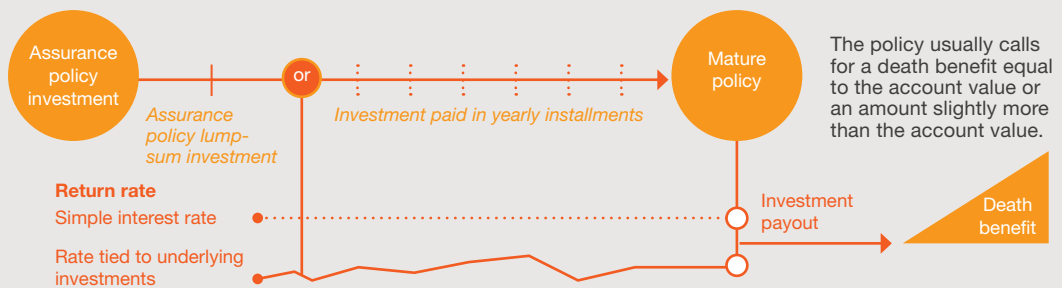 Assurance
policy
investment
or
Assurance
policy lump-
sum investment
Investment paid in yearly installments
Mature
policy
The policy usually calls
for a death benefit equal
to the account value or
an amount slightly more
than the account value.
Return rate
Simple interest rate
Rate tied to underlying
investments
Investment
payout
Death
benefit